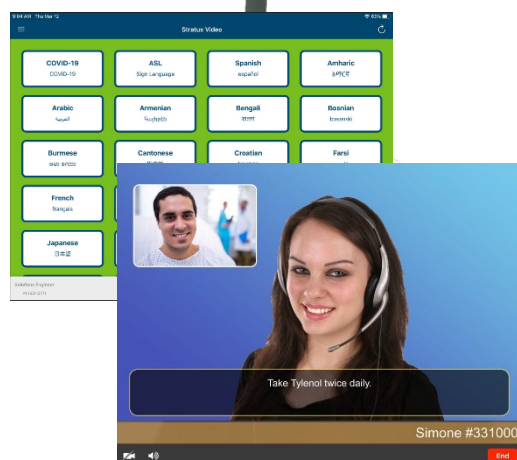 9:04 AM Thu Mar 12
63%
Stratus Video
COVID-19
COVID-19
ASL
Sign Language
Spanish
español
Amharic
አማርኛ
Arabic
العربية
Armenian
Հայերեն
Bengali
বাংলা
Bosnian
bosanski
Burmese
Cantonese
Croatian
Farsi
French
français
Japanese
日本語
Take Tylenol twice daily.
Simone #331000
End